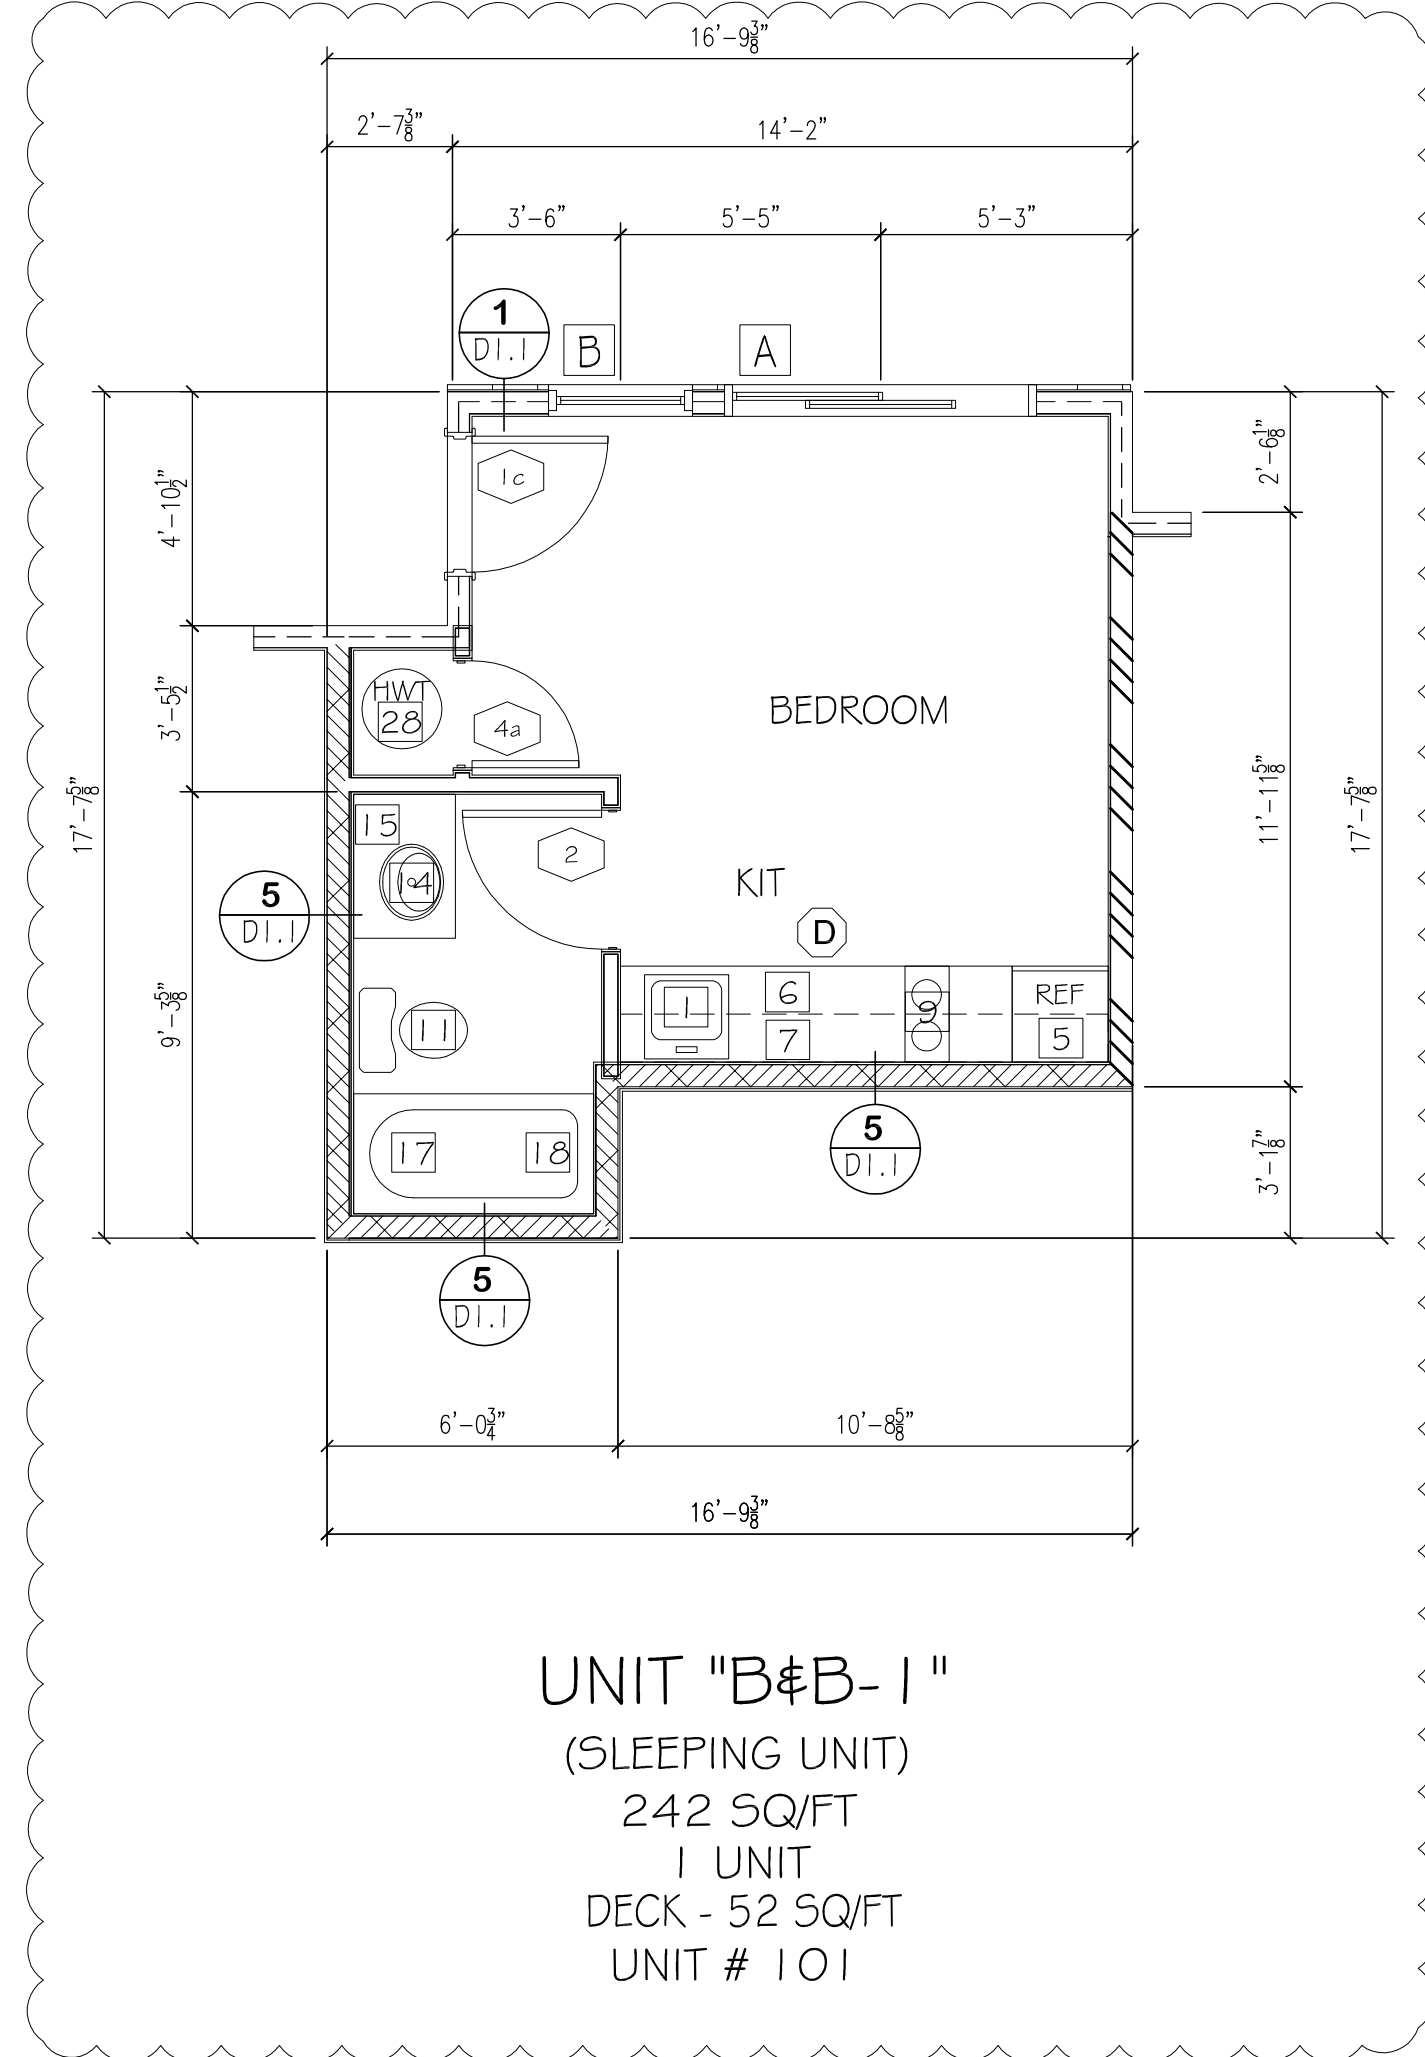 16'-9 3/8"
2'-7 3/8"
14'-2"
3'-6"
5'-5"
5'-3"
1
D1.1
B
A
1c
4'-10 1/2"
2'-6 1/8"
HWT
28
4a
BEDROOM
3'-5 1/2"
17'-7 5/8"
11'-11 5/8"
17'-7 5/8"
15
14
2
KIT
D
5
D1.1
9'-3 5/8"
11
1
6
7
9
REF
5
17
18
5
D1.1
3'-1 7/8"
5
D1.1
6'-0 3/4"
10'-8 5/8"
16'-9 3/8"
UNIT "B&B-1"
(SLEEPING UNIT)
242 SQ/FT
1 UNIT
DECK - 52 SQ/FT
UNIT # 101